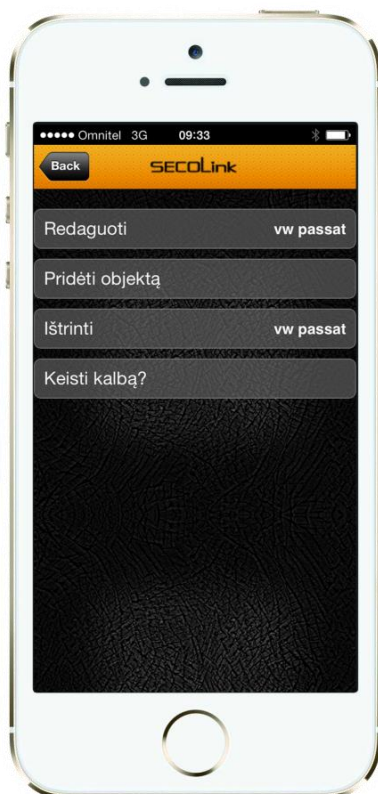 Omnitel 3G 09:33
Back SECOLink
Redaguoti vw passat
Pridėti objektą
Ištrinti vw passat
Keisti kalbą?